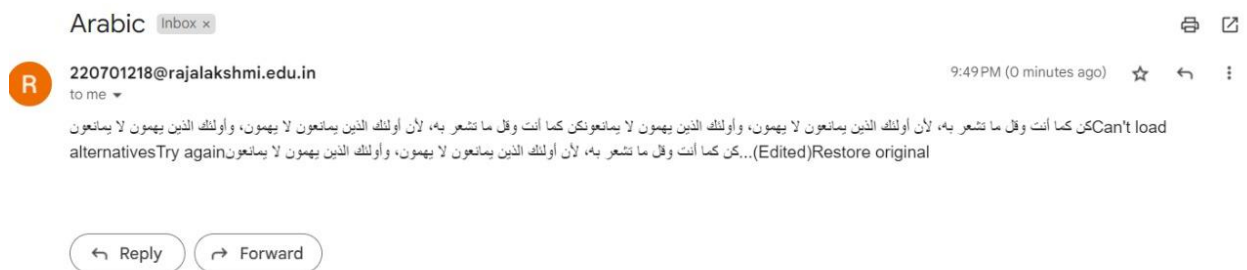 Arabic Inbox ×
R
220701218@rajalakshmi.edu.in 9:49 PM (0 minutes ago)
to me
كن كما أنت وقل ما تشعر به، لأن أولئك الذين يمانعون لا يهمون، وأولئك الذين يهمون لا يمانعونكن كما أنت وقل ما تشعر به، لأن أولئك الذين يمانعون لا يهمون، وأولئك الذين يهمون لا يمانعونCan't load
alternativesTry againكن كما أنت وقل ما تشعر به، لأن أولئك الذين يمانعون لا يهمون، وأولئك الذين يهمون لا يمانعون...(Edited)Restore original
Reply Forward